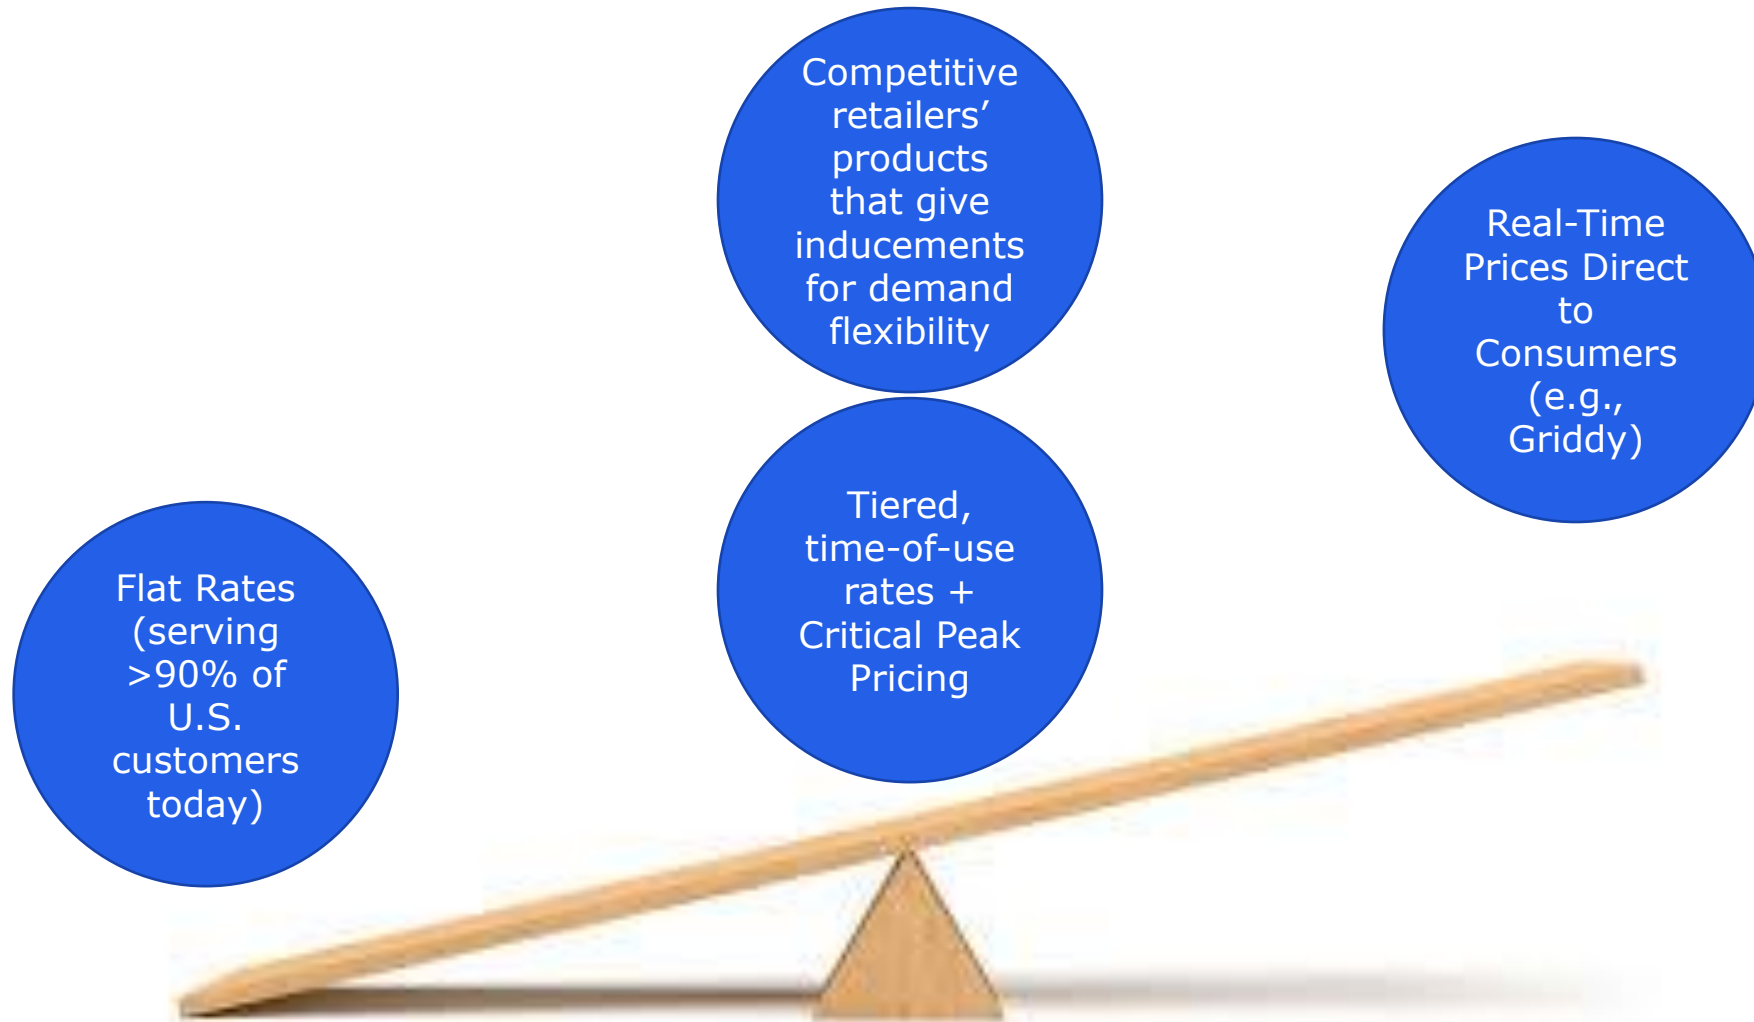 Competitive
retailers’
products
that give
inducements
for demand
flexibility
Real-Time
Prices Direct
to
Consumers
(e.g.,
Griddy)
Tiered,
time-of-use
rates +
Critical Peak
Pricing
Flat Rates
(serving
>90% of
U.S.
customers
today)